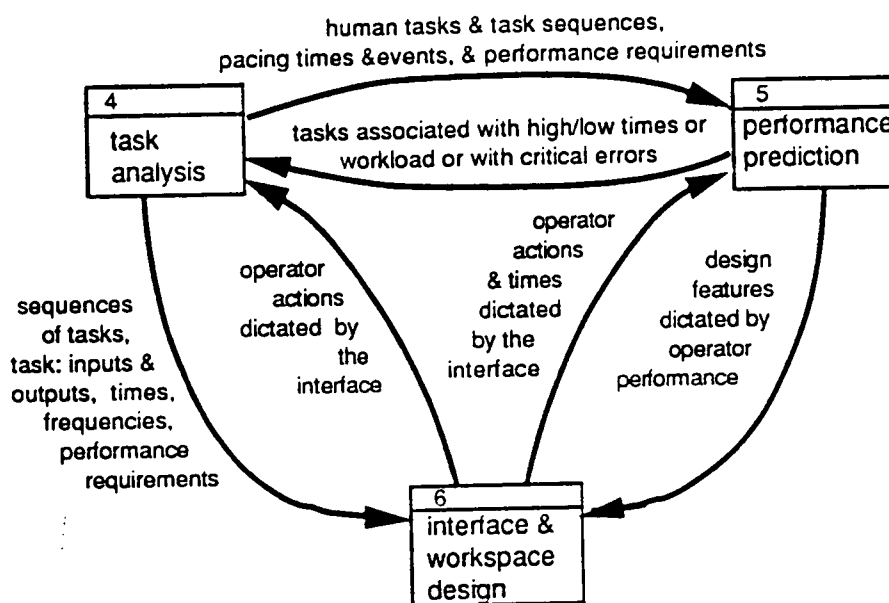 human tasks & task sequences,
pacing times &events, & performance requirements
4
task
analysis
5
performance
prediction
tasks associated with high/low times or
workload or with critical errors
sequences
of tasks,
task: inputs &
outputs, times,
frequencies,
performance
requirements
operator
actions
dictated by
the
interface
operator
actions
& times
dictated
by the
interface
design
features
dictated by
operator
performance
6
interface &
workspace
design